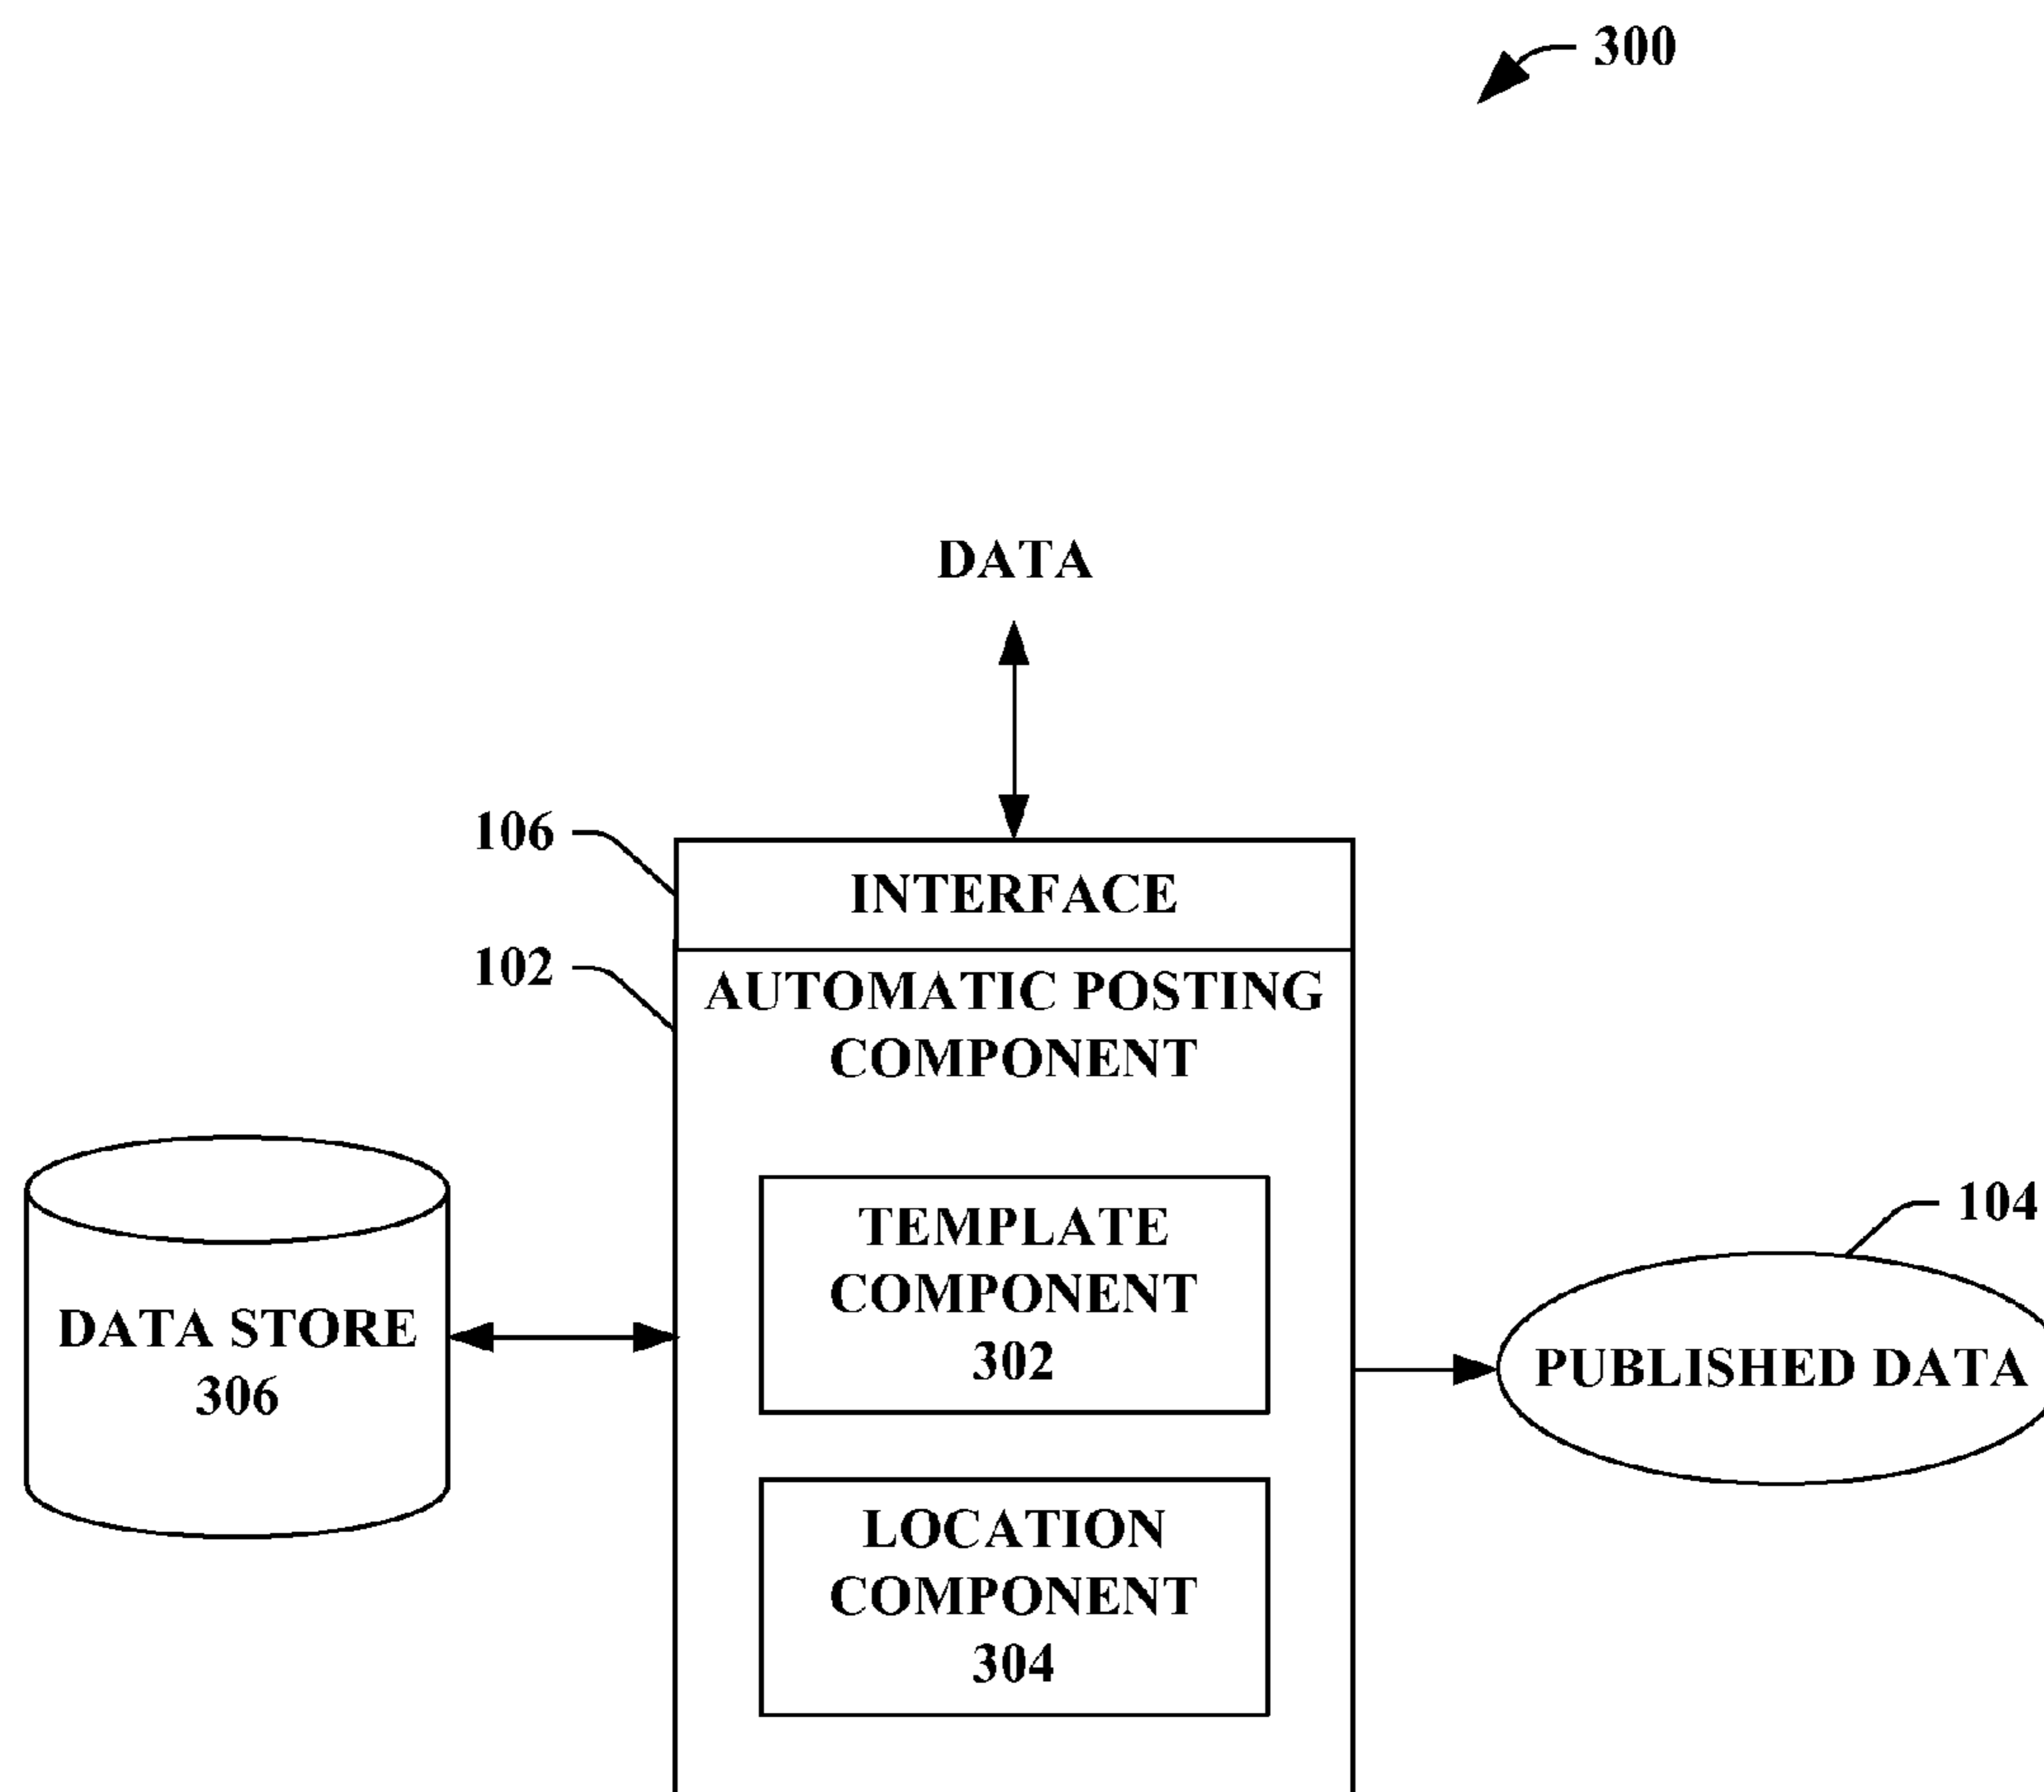 300
DATA
106
INTERFACE
102
AUTOMATIC POSTING
COMPONENT
TEMPLATE
COMPONENT
302
104
DATA STORE
306
PUBLISHED DATA
LOCATION
COMPONENT
304